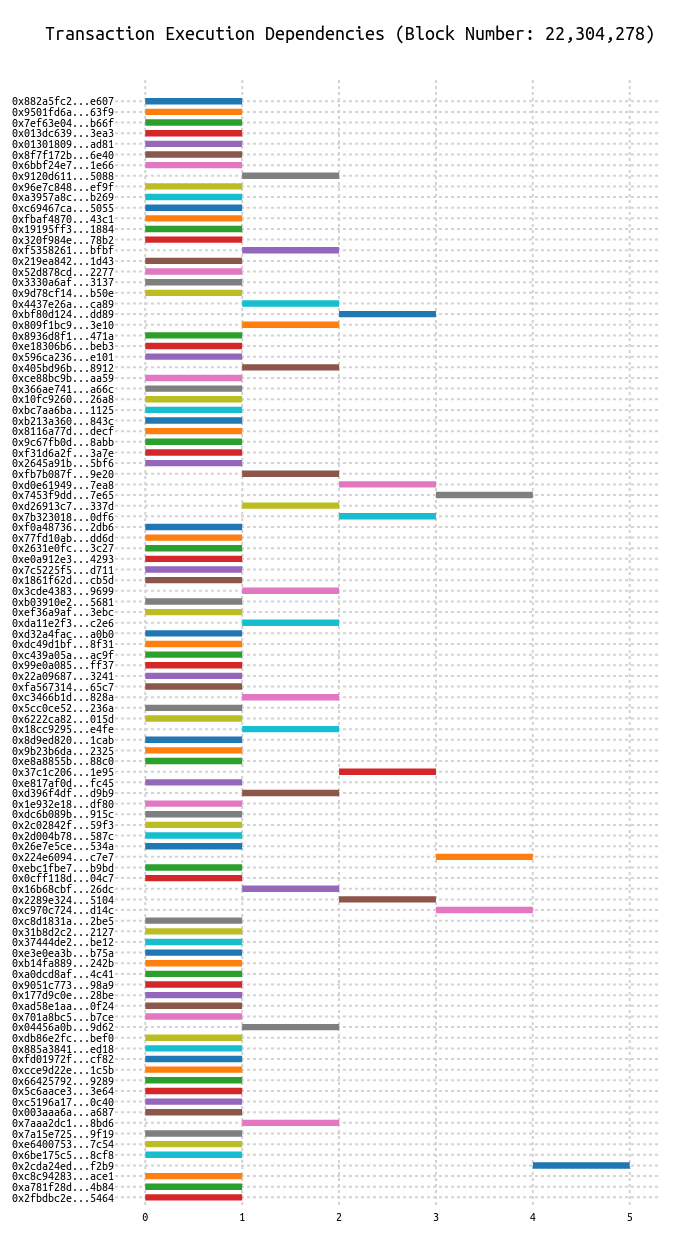 Transaction Execution Dependencies (Block Number: 22,304,278)
0x882a5fc2...e607
0x9501fd6a...63f9
0x7ef63e04...b66f
0x013dc639...3ea3
0x01301809...ad81
0x8f7f172b...6e40
0x6bbf24e7...1e66
0x9120d611...5088
0x96e7c848...ef9f
0xa3957a8c...b269
0xc69467ca...5055
0xfbaf4870...43c1
0x19195ff3...1884
0x320f984e...78b2
0xf5358261...bfbf
0x219ea842...1d43
0x52d878cd...2277
0x3330a6af...3137
0x9d78cf14...b50e
0x4437e26a...ca89
0xbf80d124...dd89
0x809f1bc9...3e10
0x8936d8f1...471a
0xe18306b6...beb3
0x596ca236...e101
0x405bd96b...8912
0xce88bc9b...aa59
0x366ae741...a66c
0x10fc9260...26a8
0xbc7aa6ba...1125
0xb213a360...843c
0x8116a77d...decf
0x9c67fb0d...8abb
0xf31d6a2f...3a7e
0x2645a91b...5bf6
0xfb7b087f...9e20
0xd0e61949...7ea8
0x7453f9dd...7e65
0xd26913c7...337d
0x7b323018...0df6
0xf0a48736...2db6
0x77fd10ab...dd6d
0x2631e0fc...3c27
0xe0a912e3...4293
0x7c5225f5...d711
0x1861f62d...cb5d
0x3cde4383...9699
0xb03910e2...5681
0xef36a9af...3ebc
0xda11e2f3...c2e6
0xd32a4fac...a0b0
0xdc49d1bf...8f31
0xc439a05a...ac9f
0x99e0a085...ff37
0x22a09687...3241
0xfa567314...65c7
0xc3466b1d...828a
0x5cc0ce52...236a
0x6222ca82...015d
0x18cc9295...e4fe
0x8d9ed820...1cab
0x9b23b6da...2325
0xe8a8855b...88c0
0x37c1c206...1e95
0xe817af0d...fc45
0xd396f4df...d9b9
0x1e932e18...df80
0xdc6b089b...915c
0x2c02842f...59f3
0x2d004b78...587c
0x26e7e5ce...534a
0x224e6094...c7e7
0xebc1fbe7...b9bd
0x0cff118d...04c7
0x16b68cbf...26dc
0x2289e324...5104
0xc970c724...d14c
0xc8d1831a...2be5
0x31b8d2c2...2127
0x37444de2...be12
0xe3e0ea3b...b75a
0xb14fa889...242b
0xa0dcd8af...4c41
0x9051c773...98a9
0x177d9c0e...28be
0xad58e1aa...0f24
0x701a8bc5...b7ce
0x04456a0b...9d62
0xdb86e2fc...bef0
0x885a3841...ed18
0xfd01972f...cf82
0xcce9d22e...1c5b
0x66425792...9289
0x5c6aace3...3e64
0xc5196a17...0c40
0x003aaa6a...a687
0x7aaa2dc1...8bd6
0x7a15e725...9f19
0xe6400753...7c54
0x6be175c5...8cf8
0x2cda24ed...f2b9
0xc8c94283...ace1
0xa781f28d...4b84
0x2fbdbc2e...5464
0 1 2 3 4 5